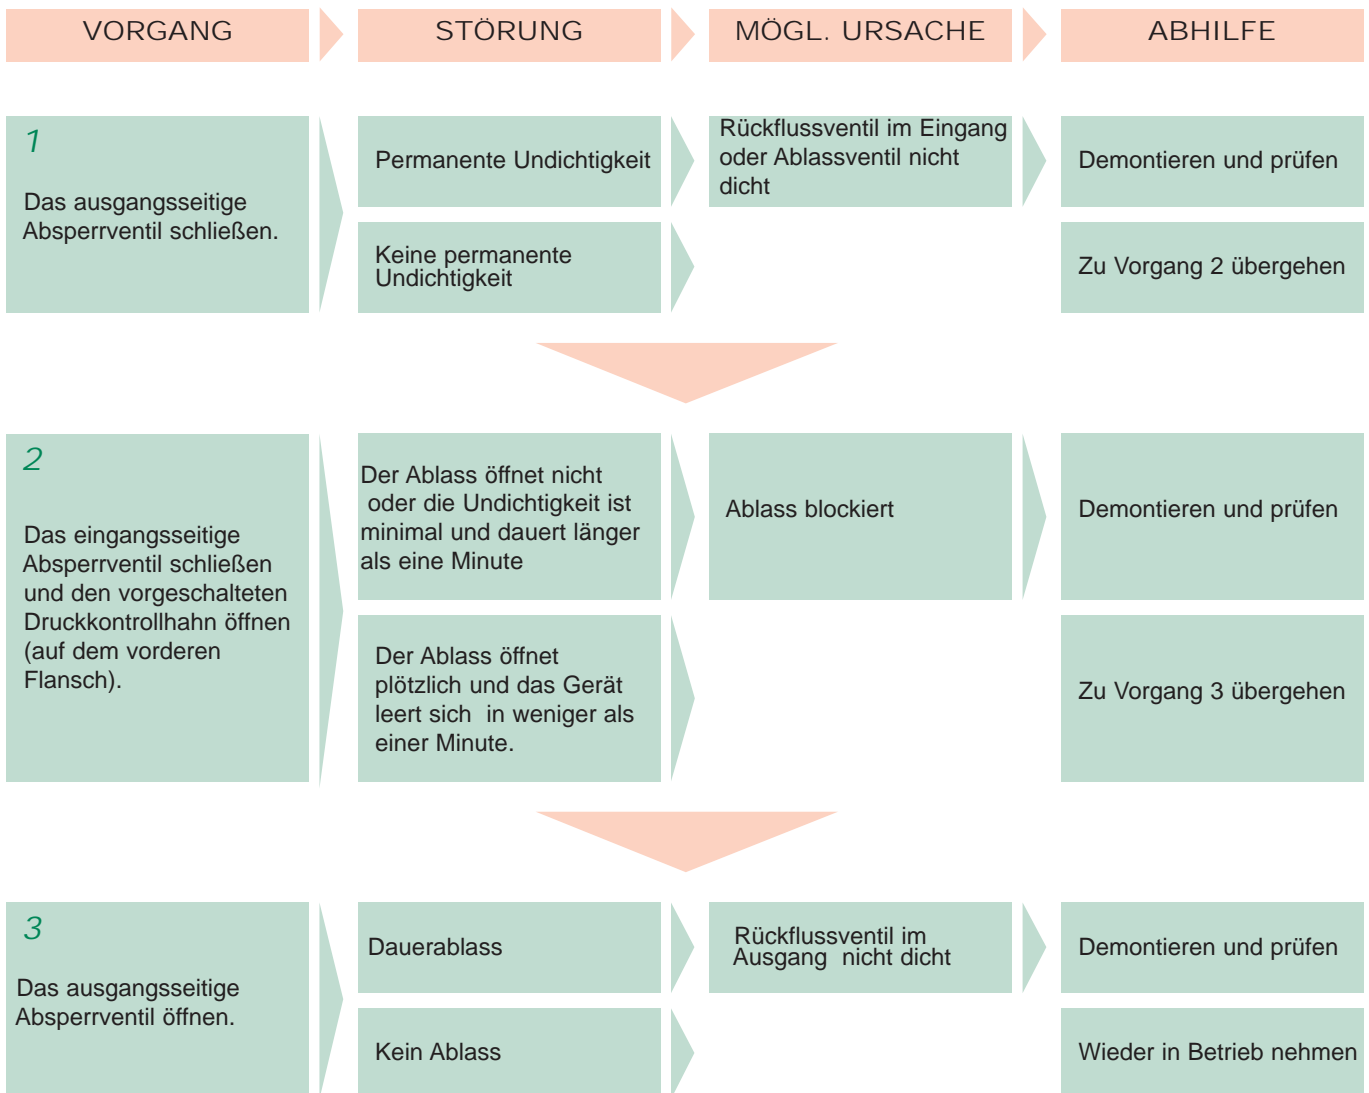 VORGANG
STÖRUNG
MÖGL. URSACHE
ABHILFE
1
Das ausgangsseitige
Absperrventil schließen.
Permanente Undichtigkeit
Rückflussventil im Eingang
oder Ablassventil nicht
dicht
Demontieren und prüfen
Keine permanente
Undichtigkeit
Zu Vorgang 2 übergehen
2
Das eingangsseitige
Absperrventil schließen
und den vorgeschalteten
Druckkontrollhahn öffnen
(auf dem vorderen
Flansch).
Der Ablass öffnet nicht
oder die Undichtigkeit ist
minimal und dauert länger
als eine Minute
Ablass blockiert
Demontieren und prüfen
Der Ablass öffnet
plötzlich und das Gerät
leert sich in weniger als
einer Minute.
Zu Vorgang 3 übergehen
3
Das ausgangsseitige
Absperrventil öffnen.
Dauerablass
Rückflussventil im
Ausgang nicht dicht
Demontieren und prüfen
Kein Ablass
Wieder in Betrieb nehmen